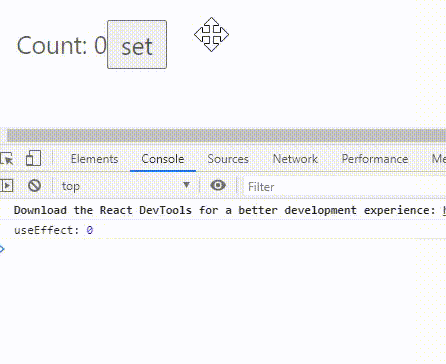 Count: 0 set
Elements Console Sources Network Performance Me
top Filter
Download the React DevTools for a better development experience:
useEffect: 0